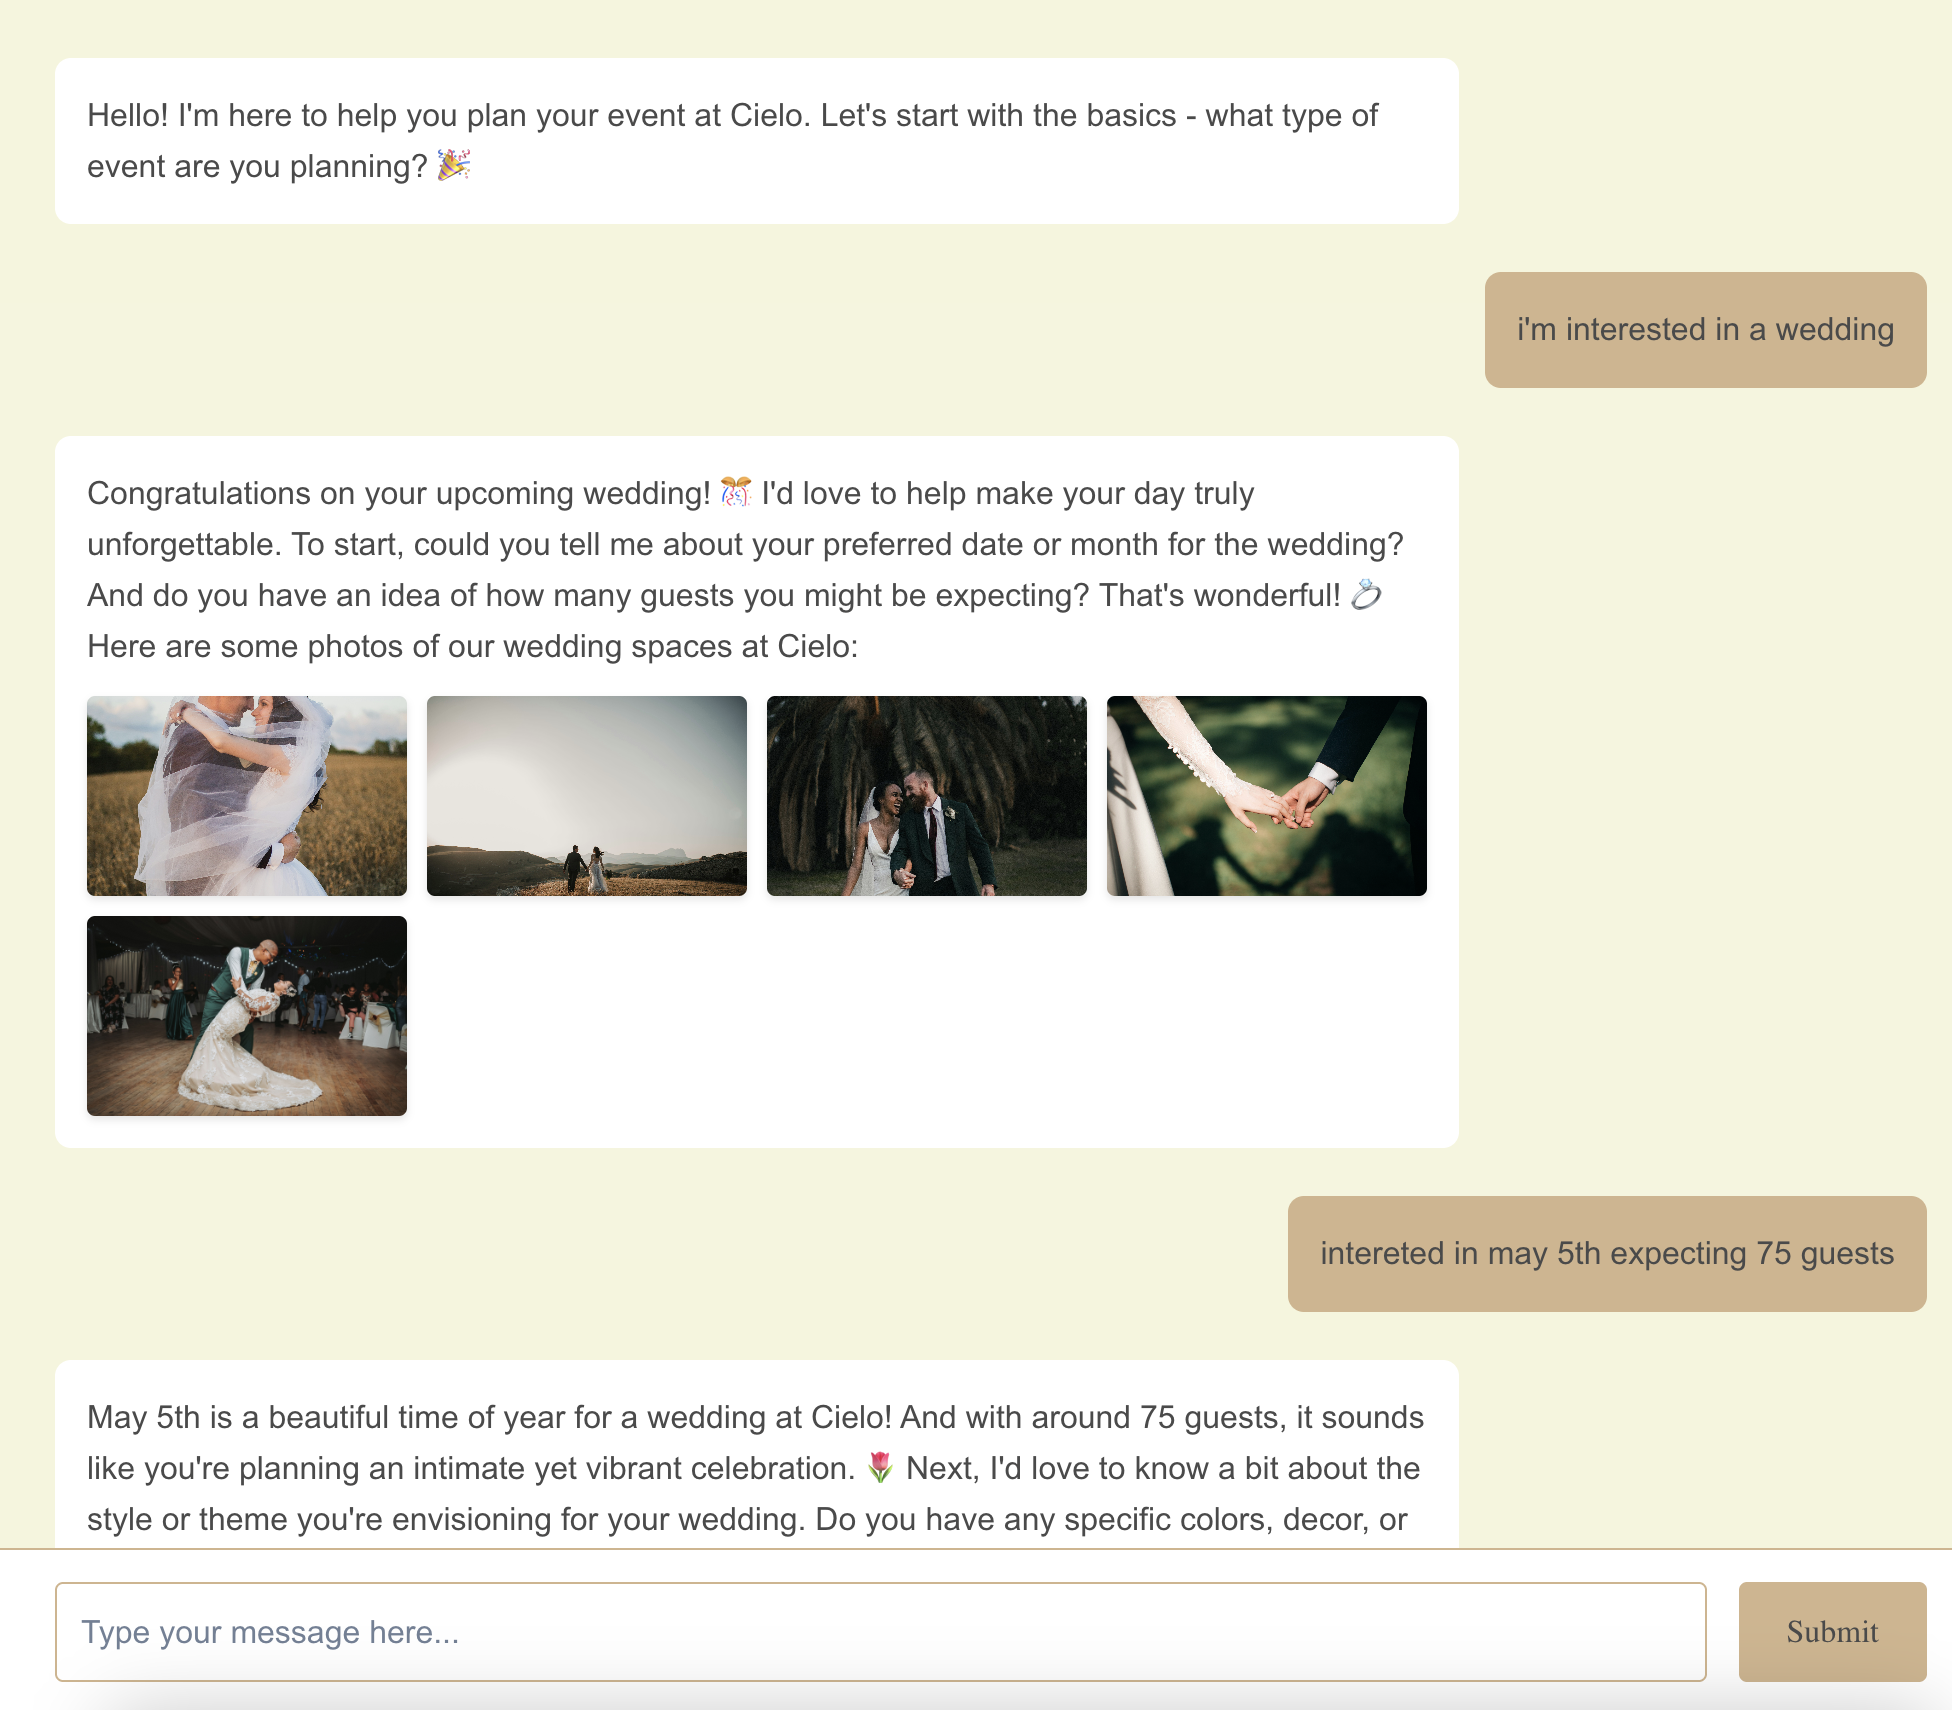 Hello! I'm here to help you plan your event at Cielo. Let's start with the basics - what type of
event are you planning? 🎉
i'm interested in a wedding
Congratulations on your upcoming wedding! 🎊 I'd love to help make your day truly
unforgettable. To start, could you tell me about your preferred date or month for the wedding?
And do you have an idea of how many guests you might be expecting? That's wonderful! 💍
Here are some photos of our wedding spaces at Cielo:
intereted in may 5th expecting 75 guests
May 5th is a beautiful time of year for a wedding at Cielo! And with around 75 guests, it sounds
like you're planning an intimate yet vibrant celebration. 🌷 Next, I'd love to know a bit about the
style or theme you're envisioning for your wedding. Do you have any specific colors, decor, or
Type your message here...
Submit